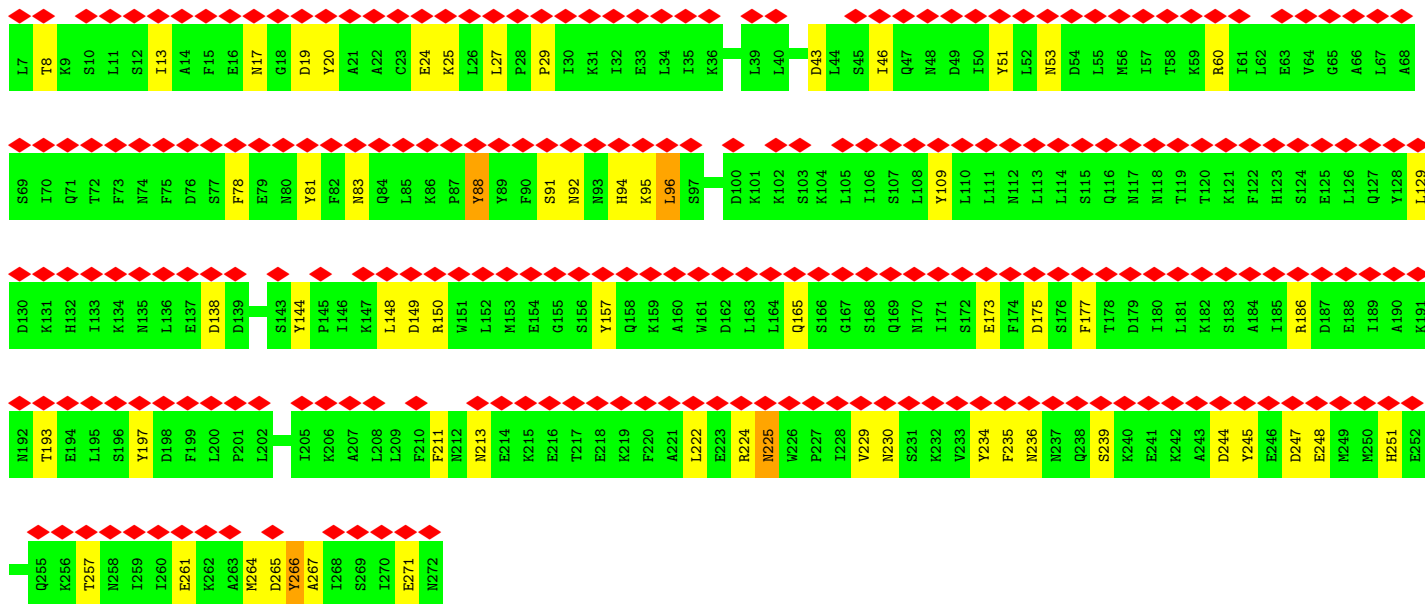 L7 T8 K9 S10 L11 S12 I13 A14 F15 E16 N17 G18 D19 Y20 A21 A22 C23 E24 K25 L26 L27 P28 P29 I30 K31 I32 E33 L34 I35 K36 L39 L40 D43 L44 S45 I46 Q47 N48 D49 I50 Y51 L52 N53 D54 L55 M56 I57 T58 K59 R60 I61 L62 E63 V64 G65 A66 L67 A68
S69 I70 Q71 T72 F73 N74 F75 D76 S77 F78 E79 N80 Y81 F82 N83 Q84 L85 K86 P87 Y88 Y89 F90 S91 N92 N93 H94 K95 L96 S97 D100 K101 K102 S103 K104 L105 I106 S107 L108 Y109 L110 L111 N112 L113 L114 S115 Q116 N117 N118 T119 T120 K121 F122 H123 S124 E125 L126 Q127 Y128 L129
D130 K131 H132 I133 K134 N135 L136 E137 D138 D139 S143 Y144 P145 I146 K147 L148 D149 R150 W151 L152 M153 E154 G155 S156 Y157 Q158 K159 A160 W161 D162 L163 L164 Q165 S166 G167 S168 Q169 N170 I171 S172 E173 F174 D175 S176 F177 T178 D179 I180 L181 K182 S183 A184 I185 R186 D187 E188 I189 A190 K191
N192 T193 E194 L195 S196 Y197 D198 F199 L200 P201 L202 I205 K206 A207 L208 L209 F210 F211 N212 N213 E214 K215 E216 T217 E218 K219 F220 A221 L222 E223 R224 N225 W226 P227 I228 V229 N230 S231 K232 V233 Y234 F235 N236 N237 Q238 S239 K240 E241 K242 A243 D244 Y245 E246 D247 E248 M249 M250 H251 E252
Q255 K256 T257 N258 I259 I260 E261 K262 A263 M264 D265 Y266 A267 I268 S269 I270 E271 N272